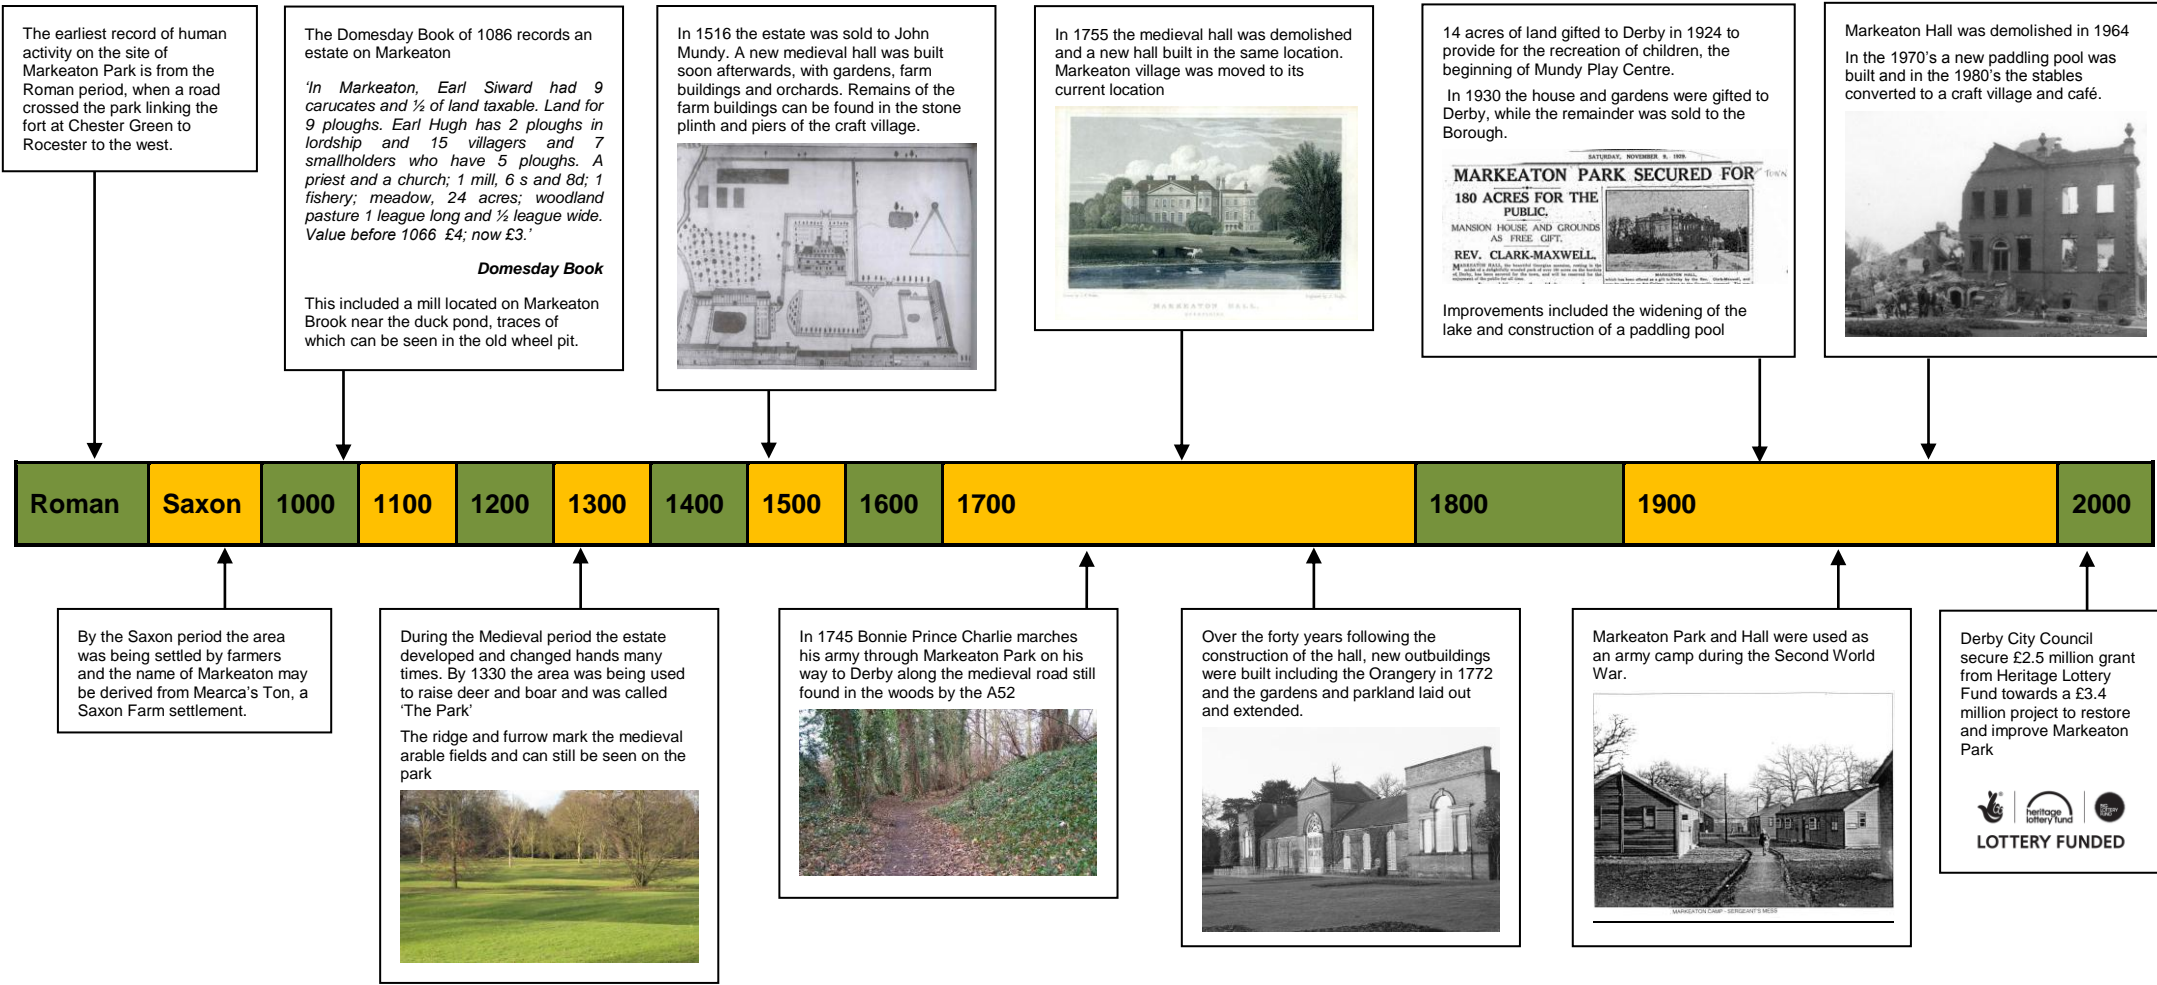 The earliest record of human
activity on the site of
Markeaton Park is from the
Roman period, when a road
crossed the park linking the
fort at Chester Green to
Rocester to the west.
The Domesday Book of 1086 records an
estate on Markeaton
‘In Markeaton, Earl Siward had 9
carucates and ½ of land taxable. Land for
9 ploughs. Earl Hugh has 2 ploughs in
lordship and 15 villagers and 7
smallholders who have 5 ploughs. A
priest and a church; 1 mill, 6 s and 8d; 1
fishery; meadow, 24 acres; woodland
pasture 1 league long and ½ league wide.
Value before 1066 £4; now £3.’
Domesday Book
This included a mill located on Markeaton
Brook near the duck pond, traces of
which can be seen in the old wheel pit.
In 1516 the estate was sold to John
Mundy. A new medieval hall was built
soon afterwards, with gardens, farm
buildings and orchards. Remains of the
farm buildings can be found in the stone
plinth and piers of the craft village.
In 1755 the medieval hall was demolished
and a new hall built in the same location.
Markeaton village was moved to its
current location
MARKEATON HALL.
14 acres of land gifted to Derby in 1924 to
provide for the recreation of children, the
beginning of Mundy Play Centre.
In 1930 the house and gardens were gifted to
Derby, while the remainder was sold to the
Borough.
SATURDAY, NOVEMBER 9, 1929.
MARKEATON PARK SECURED FOR TOWN
180 ACRES FOR THE
PUBLIC.
MANSION HOUSE AND GROUNDS
AS FREE GIFT.
REV. CLARK-MAXWELL.
MARKEATON HALL,
Improvements included the widening of the
lake and construction of a paddling pool
Markeaton Hall was demolished in 1964
In the 1970’s a new paddling pool was
built and in the 1980’s the stables
converted to a craft village and café.
Roman Saxon 1000 1100 1200 1300 1400 1500 1600 1700 1800 1900 2000
By the Saxon period the area
was being settled by farmers
and the name of Markeaton may
be derived from Mearca’s Ton, a
Saxon Farm settlement.
During the Medieval period the estate
developed and changed hands many
times. By 1330 the area was being used
to raise deer and boar and was called
‘The Park’
The ridge and furrow mark the medieval
arable fields and can still be seen on the
park
In 1745 Bonnie Prince Charlie marches
his army through Markeaton Park on his
way to Derby along the medieval road still
found in the woods by the A52
Over the forty years following the
construction of the hall, new outbuildings
were built including the Orangery in 1772
and the gardens and parkland laid out
and extended.
Markeaton Park and Hall were used as
an army camp during the Second World
War.
MARKEATON CAMP - SERGEANT'S MESS
Derby City Council
secure £2.5 million grant
from Heritage Lottery
Fund towards a £3.4
million project to restore
and improve Markeaton
Park
heritage
lottery fund
BIG
LOTTERY
FUND
LOTTERY FUNDED